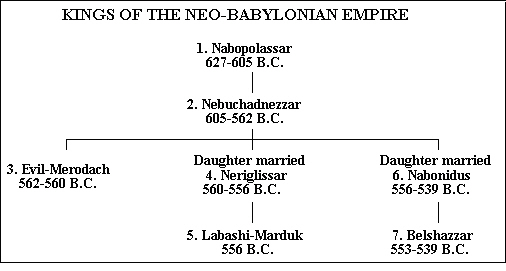 KINGS OF THE NEO-BABYLONIAN EMPIRE
1. Nabopolassar
627-605 B.C.
2. Nebuchadnezzar
605-562 B.C.
3. Evil-Merodach
562-560 B.C.
Daughter married
4. Neriglissar
560-556 B.C.
Daughter married
6. Nabonidus
556-539 B.C.
5. Labashi-Marduk
556 B.C.
7. Belshazzar
553-539 B.C.